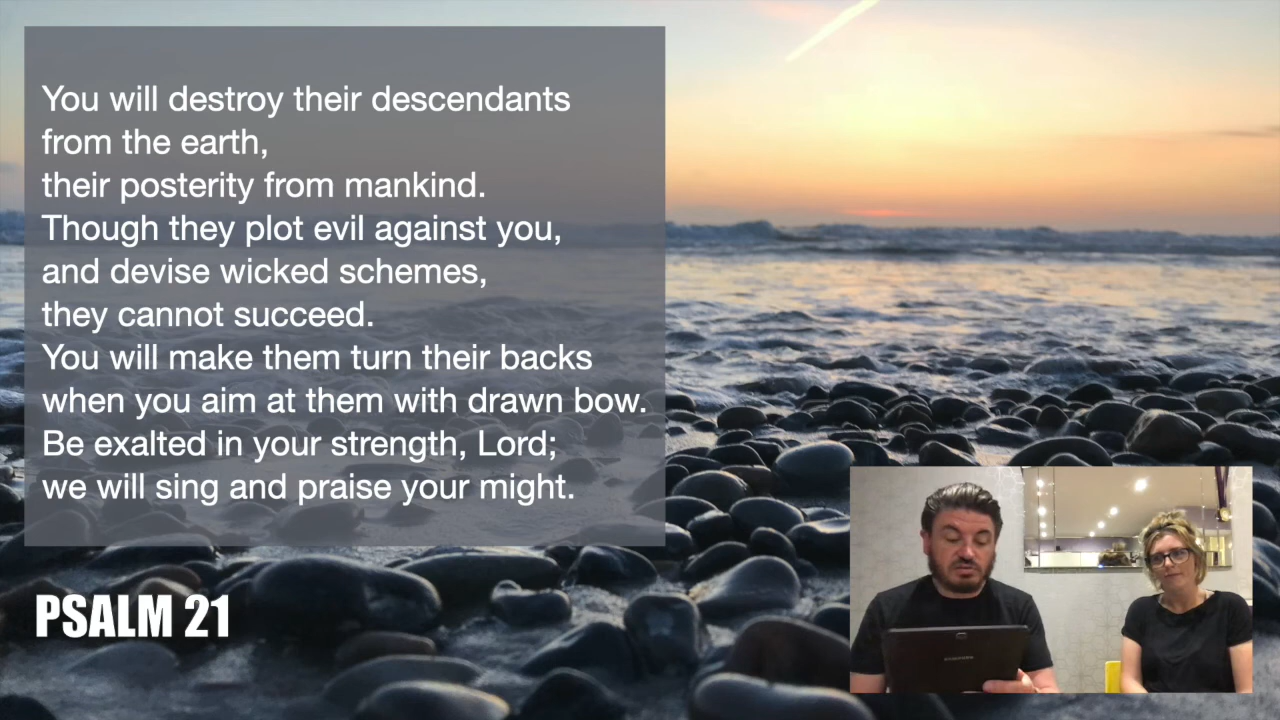 You will destroy their descendants
from the earth,
their posterity from mankind.
Though they plot evil against you,
and devise wicked schemes,
they cannot succeed.
You will make them turn their backs
when you aim at them with drawn bow.
Be exalted in your strength, Lord;
we will sing and praise your might.
PSALM 21